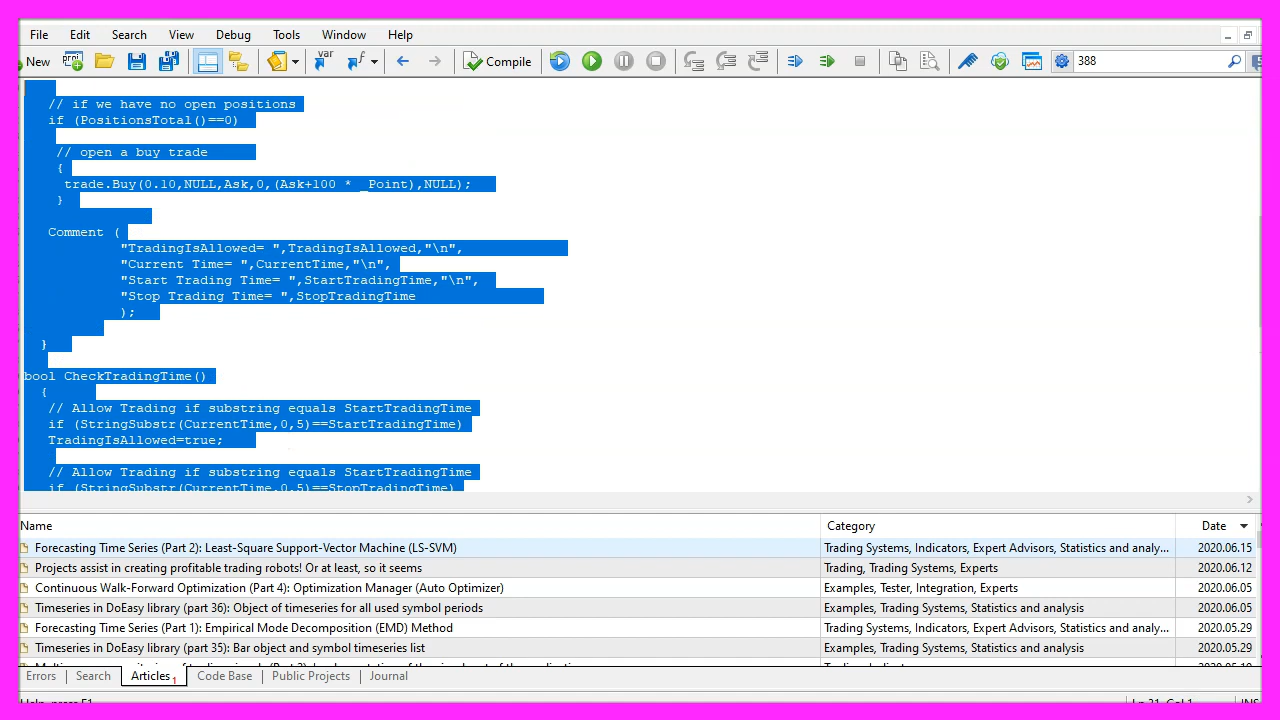 File Edit Search View Debug Tools Window Help
New Compile 388
// if we have no open positions
if (PositionsTotal()==0)
// open a buy trade
{
trade.Buy(0.10,NULL,Ask,0,(Ask+100 * _Point),NULL);
}
Comment (
"TradingIsAllowed= ",TradingIsAllowed,"\n",
"Current Time= ",CurrentTime,"\n",
"Start Trading Time= ",StartTradingTime,"\n",
"Stop Trading Time= ",StopTradingTime
);
}
bool CheckTradingTime()
{
// Allow Trading if substring equals StartTradingTime
if (StringSubstr(CurrentTime,0,5)==StartTradingTime)
TradingIsAllowed=true;
// Allow Trading if substring equals StartTradingTime
if (StringSubstr(CurrentTime,0,5)==StopTradingTime)
Name Category Date
Forecasting Time Series (Part 2): Least-Square Support-Vector Machine (LS-SVM) Trading Systems, Indicators, Expert Advisors, Statistics and analy... 2020.06.15
Projects assist in creating profitable trading robots! Or at least, so it seems Trading, Trading Systems, Experts 2020.06.12
Continuous Walk-Forward Optimization (Part 4): Optimization Manager (Auto Optimizer) Examples, Tester, Integration, Experts 2020.06.05
Timeseries in DoEasy library (part 36): Object of timeseries for all used symbol periods Examples, Trading Systems, Statistics and analysis 2020.06.05
Forecasting Time Series (Part 1): Empirical Mode Decomposition (EMD) Method Trading Systems, Indicators, Expert Advisors, Statistics and analy... 2020.05.29
Timeseries in DoEasy library (part 35): Bar object and symbol timeseries list Examples, Trading Systems, Statistics and analysis 2020.05.29
Errors Search Articles 1 Code Base Public Projects Journal